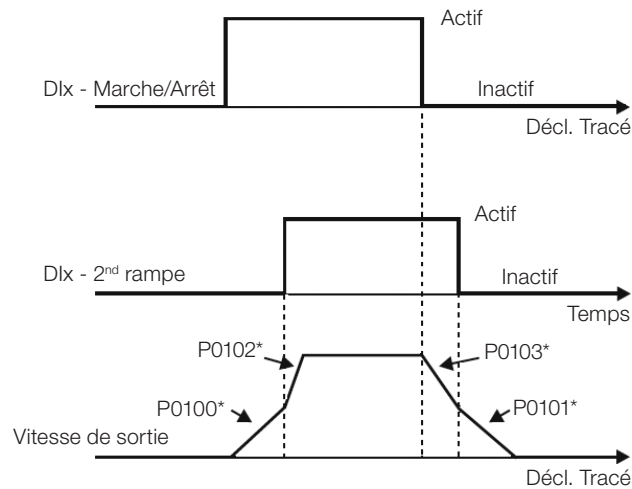 Actif
DIx - Marche/Arrêt
Inactif
Décl. Tracé
Actif
DIx - 2nd rampe
Inactif
Temps
P0102*
P0103*
P0100*
P0101*
Vitesse de sortie
Décl. Tracé